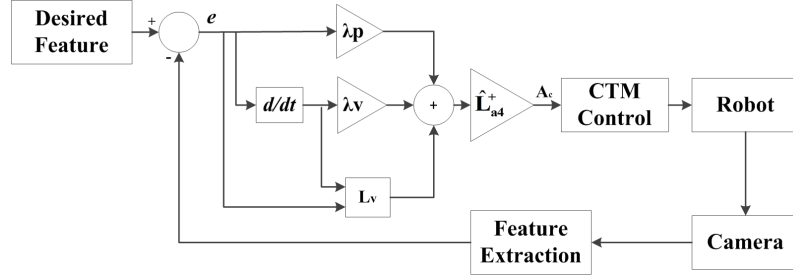 Desired
Feature
+
-
e
λp
d/dt
λv
Lv
+
L̂⁺a4
Ac
CTM
Control
Robot
Camera
Feature
Extraction